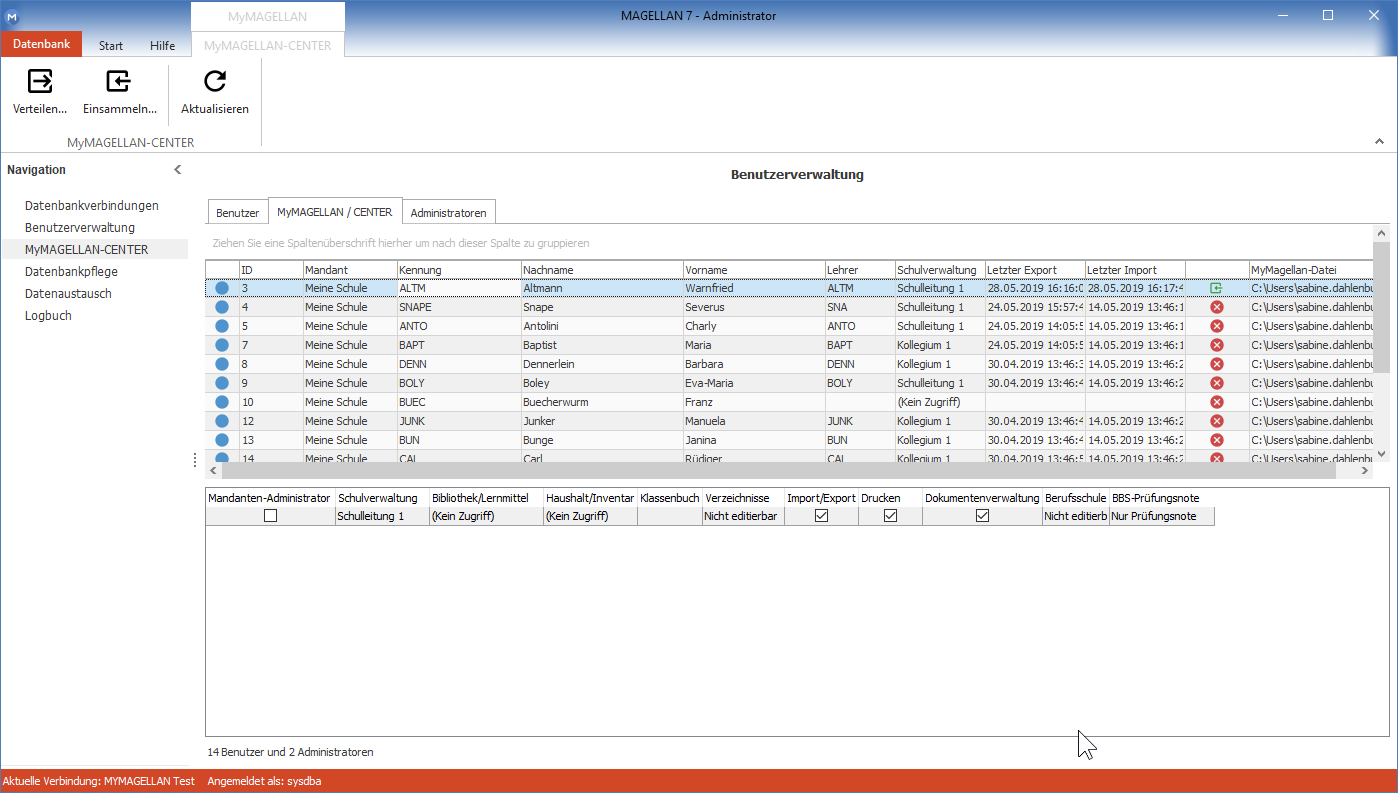 MyMAGELLAN
MAGELLAN 7 - Administrator
Datenbank Start Hilfe MyMAGELLAN-CENTER
Verteilen... Einsammeln... Aktualisieren
MyMAGELLAN-CENTER
Navigation
Datenbankverbindungen
Benutzerverwaltung
MyMAGELLAN-CENTER
Datenbankpflege
Datenaustausch
Logbuch
Benutzerverwaltung
Benutzer MyMAGELLAN / CENTER Administratoren
Ziehen Sie eine Spaltenüberschrift hierher um nach dieser Spalte zu gruppieren
ID Mandant Kennung Nachname Vorname Lehrer Schulverwaltung Letzter Export Letzter Import MyMagellan-Datei
3 Meine Schule ALTM Altmann Warnfried ALTM Schulleitung 1 28.05.2019 16:16:0 28.05.2019 16:17:4 C:\Users\sabine.dahlenbu
4 Meine Schule SNAPE Snape Severus SNA Schulleitung 1 24.05.2019 15:57:4 14.05.2019 13:46:1 C:\Users\sabine.dahlenbu
5 Meine Schule ANTO Antolini Charly ANTO Schulleitung 1 24.05.2019 14:05:5 14.05.2019 13:46:1 C:\Users\sabine.dahlenbu
7 Meine Schule BAPT Baptist Maria BAPT Kollegium 1 24.05.2019 14:05:5 14.05.2019 13:46:1 C:\Users\sabine.dahlenbu
8 Meine Schule DENN Dennerlein Barbara DENN Kollegium 1 30.04.2019 13:46:3 14.05.2019 13:46:2 C:\Users\sabine.dahlenbu
9 Meine Schule BOLY Boley Eva-Maria BOLY Schulleitung 1 30.04.2019 13:46:4 14.05.2019 13:46:2 C:\Users\sabine.dahlenbu
10 Meine Schule BUEC Buecherwurm Franz (Kein Zugriff) C:\Users\sabine.dahlenbu
12 Meine Schule JUNK Junker Manuela JUNK Kollegium 1 30.04.2019 13:46:4 14.05.2019 13:46:2 C:\Users\sabine.dahlenbu
13 Meine Schule BUN Bunge Janina BUN Kollegium 1 30.04.2019 13:46:4 14.05.2019 13:46:2 C:\Users\sabine.dahlenbu
14 Meine Schule CAL Carl Rüdiger CAL Kollegium 1 30.04.2019 13:46:5 14.05.2019 13:46:2 C:\Users\sabine.dahlenbu
Mandanten-Administrator Schulverwaltung Bibliothek/Lernmittel Haushalt/Inventar Klassenbuch Verzeichnisse Import/Export Drucken Dokumentenverwaltung Berufsschule BBS-Prüfungsnote
Schulleitung 1 (Kein Zugriff) (Kein Zugriff) Nicht editierbar Nicht editierb Nur Prüfungsnote
14 Benutzer und 2 Administratoren
Aktuelle Verbindung: MYMAGELLAN Test Angemeldet als: sysdba